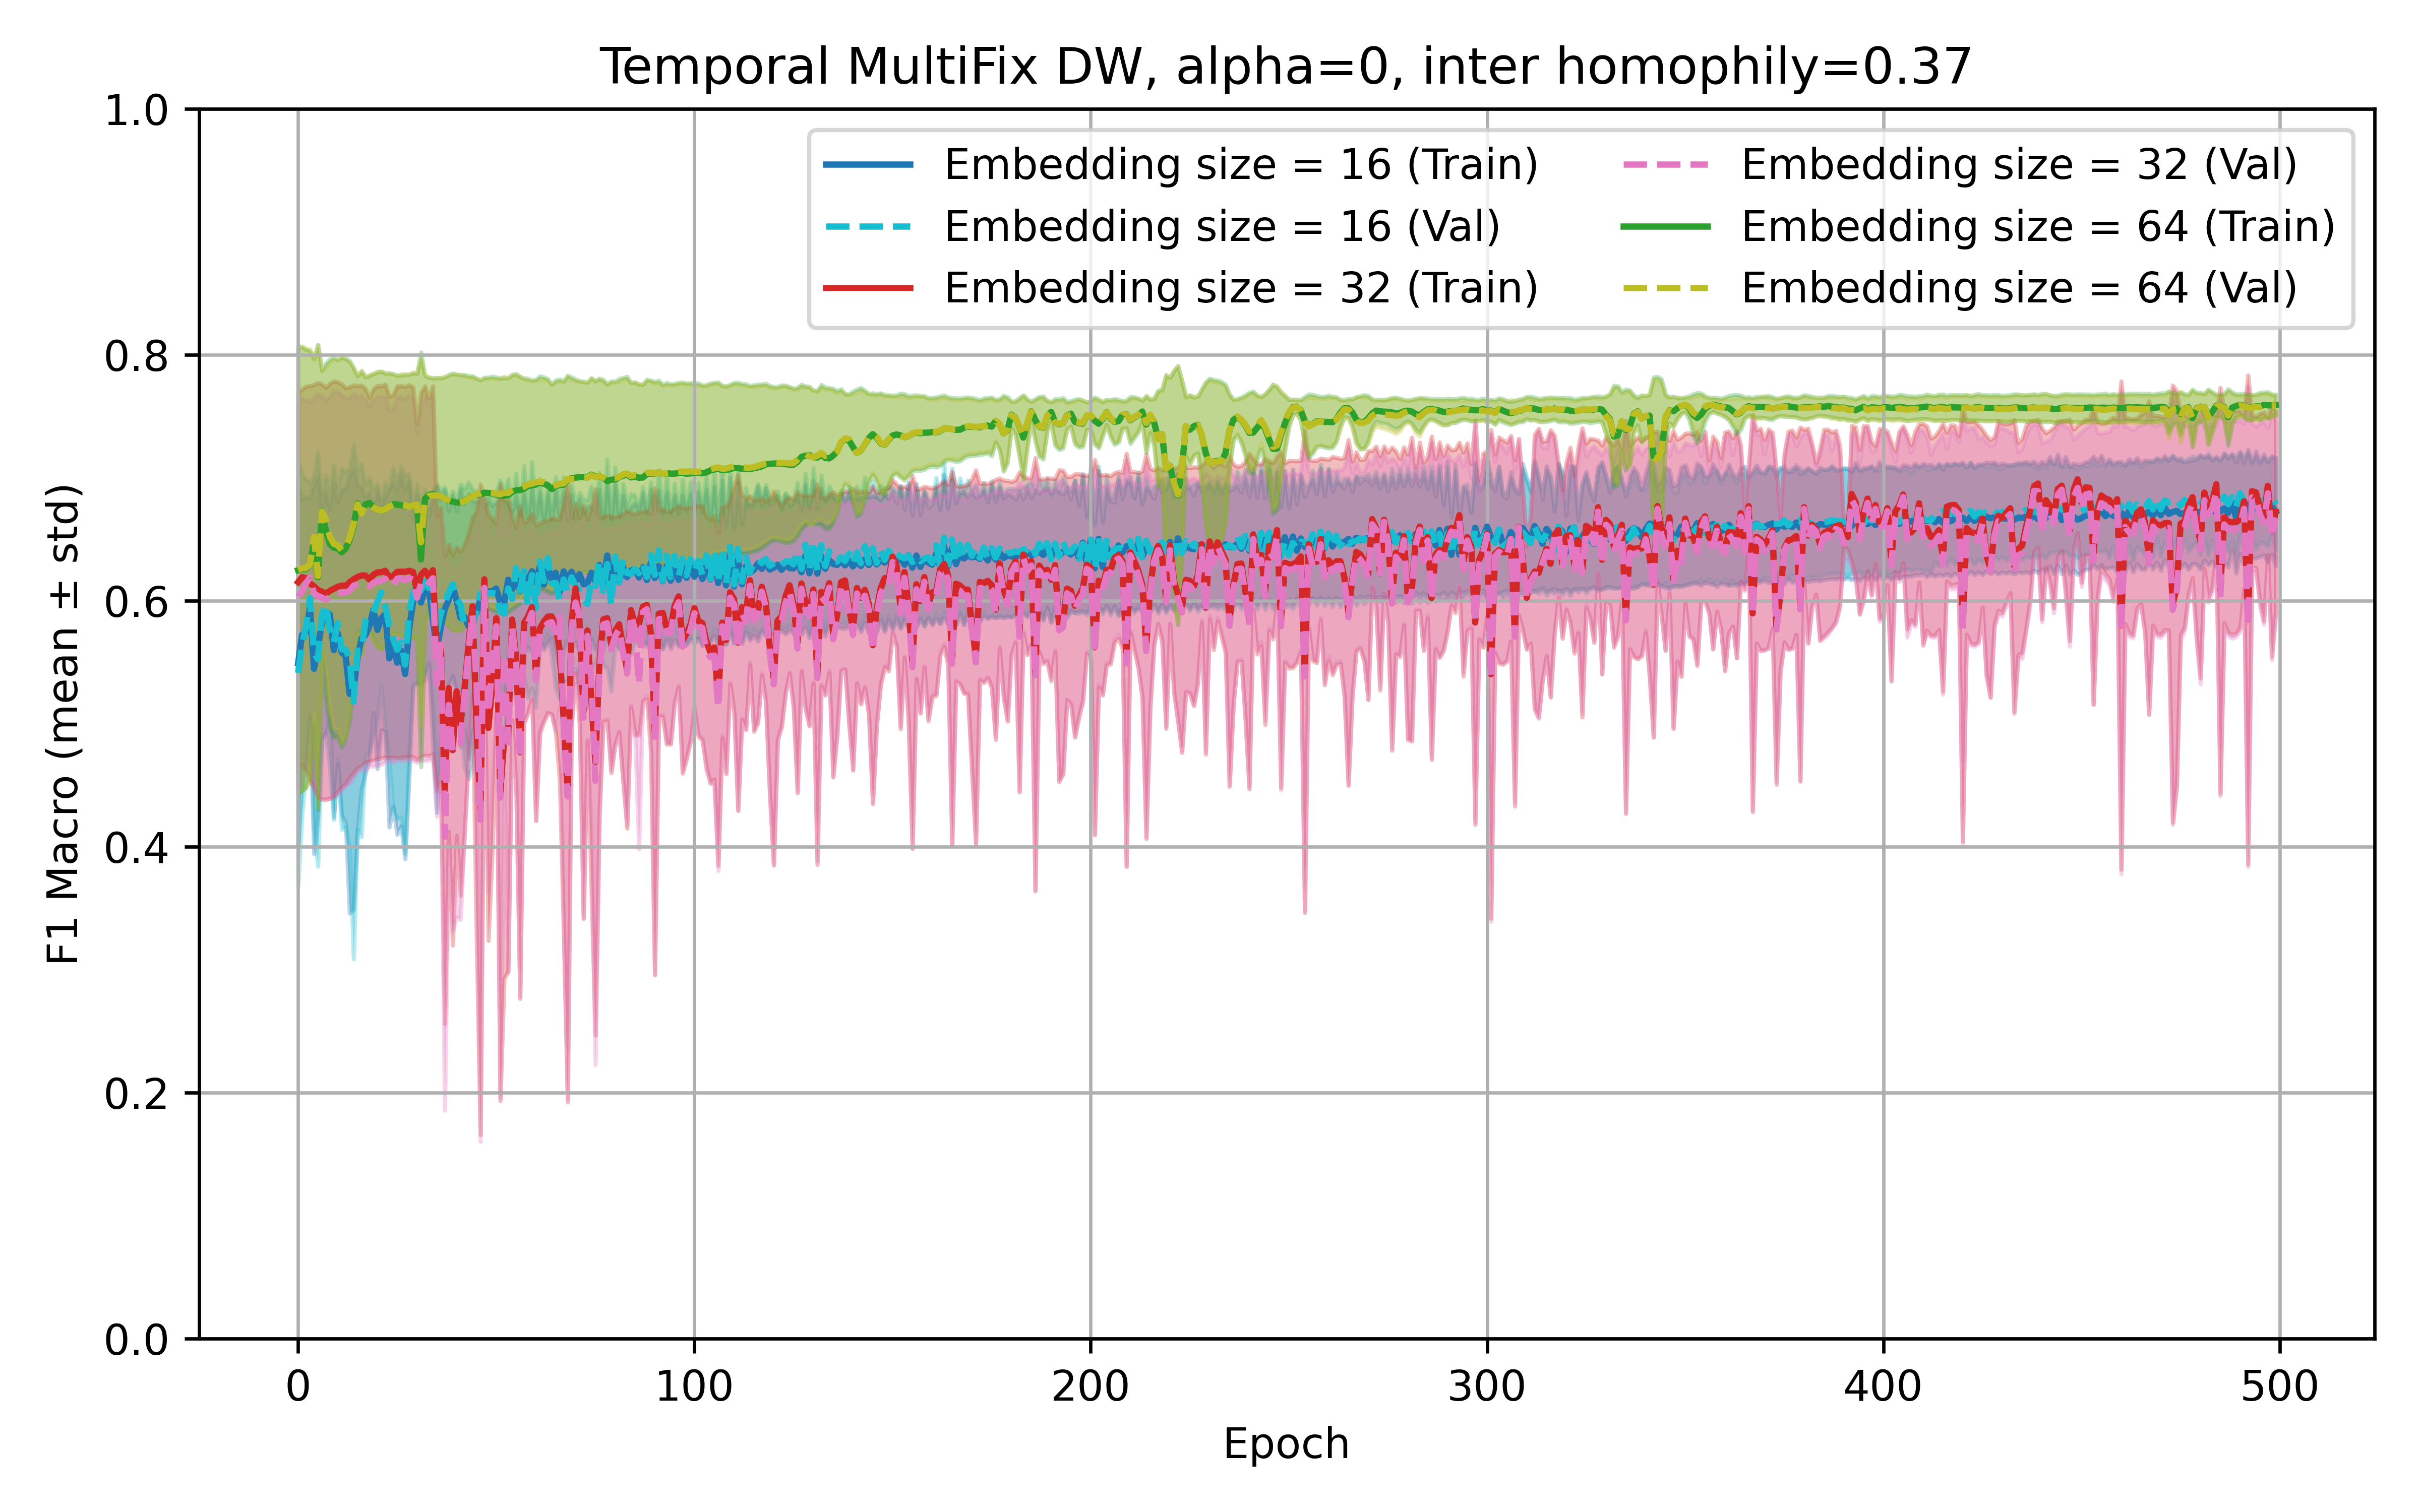 Temporal MultiFix DW, alpha=0, inter homophily=0.37
Embedding size = 16 (Train)
Embedding size = 16 (Val)
Embedding size = 32 (Train)
Embedding size = 32 (Val)
Embedding size = 64 (Train)
Embedding size = 64 (Val)
F1 Macro (mean ± std)
1.0
0.8
0.6
0.4
0.2
0.0
0 100 200 300 400 500
Epoch